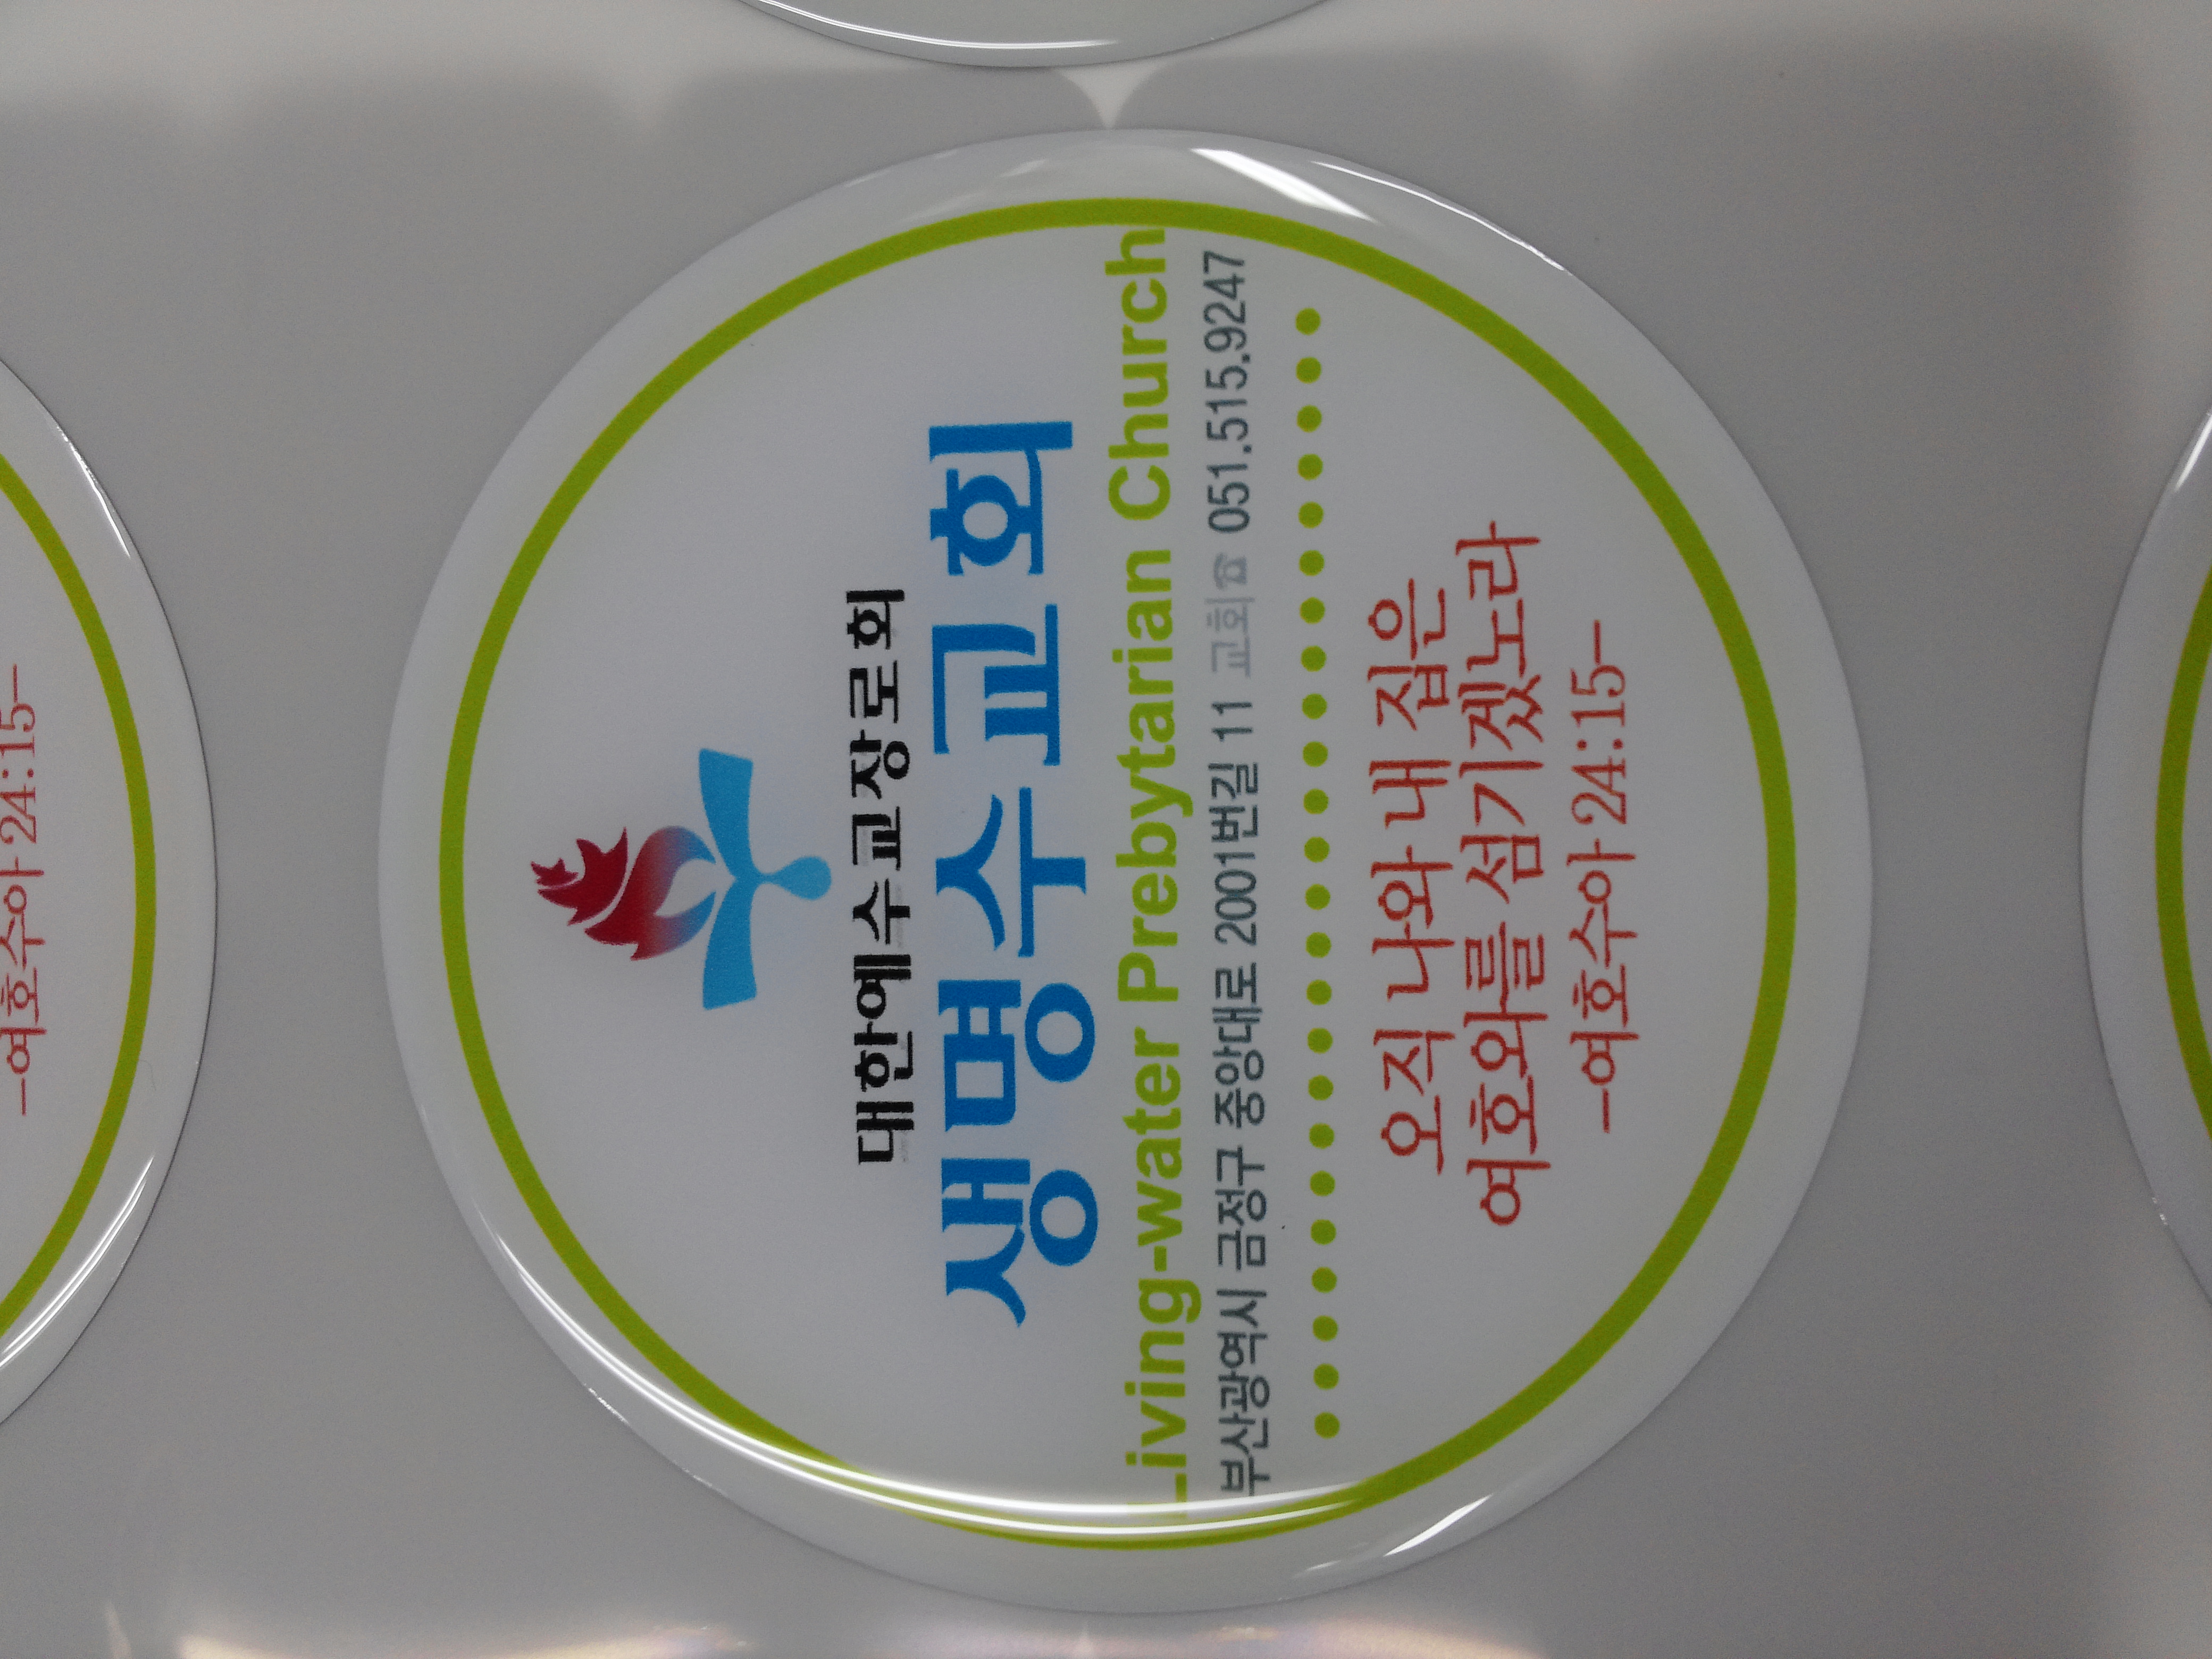 대한예수교장로회
생명수교회
Living-water Prebytarian Church
부산광역시 금정구 중앙대로 2001번길 11 교회☎ 051.515.9247
오직 나와 내 집은
여호와를 섬기겠노라
-여호수아 24:15-
-여호수아 24:15-